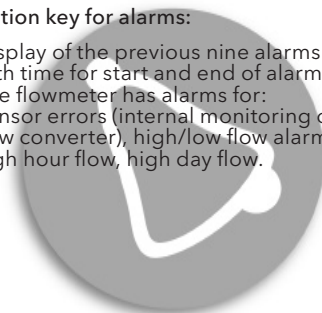 tion key for alarms:
splay of the previous nine alarms
th time for start and end of alarm
e flowmeter has alarms for:
nsor errors (internal monitoring o
w converter), high/low flow alarm
gh hour flow, high day flow.